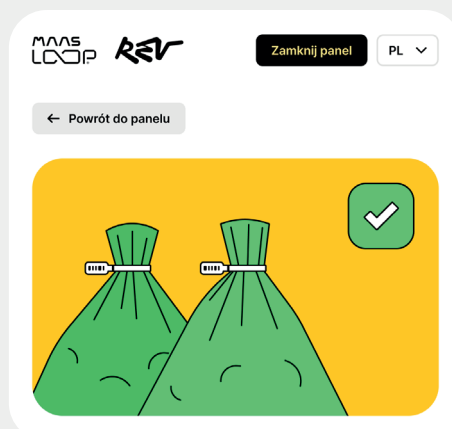 MAAS
LOOP
REV
Zamknij panel
PL
Powrót do panelu